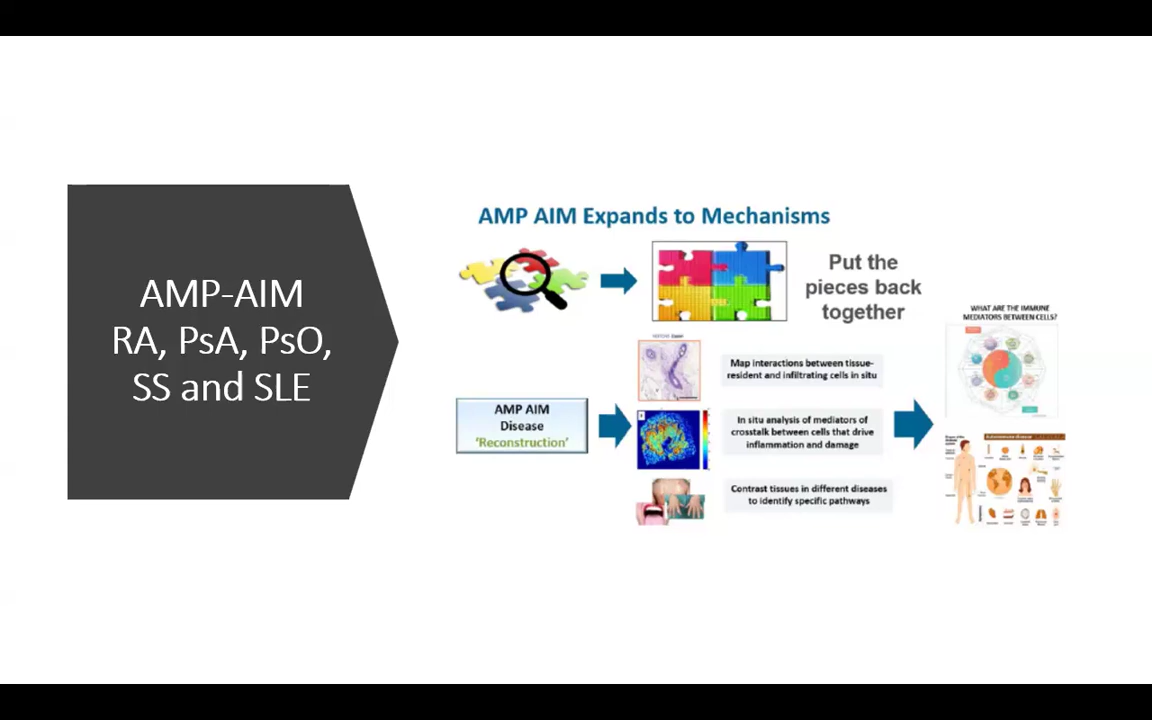 AMP-AIM
RA, PsA, PsO,
SS and SLE
AMP AIM Expands to Mechanisms
Put the
pieces back
together
AMP AIM
Disease
‘Reconstruction’
Map interactions between tissue-
resident and infiltrating cells in situ
In situ analysis of mediators of
crosstalk between cells that drive
inflammation and damage
Contrast tissues in different diseases
to identify specific pathways
WHAT ARE THE IMMUNE
MEDIATORS BETWEEN CELLS?